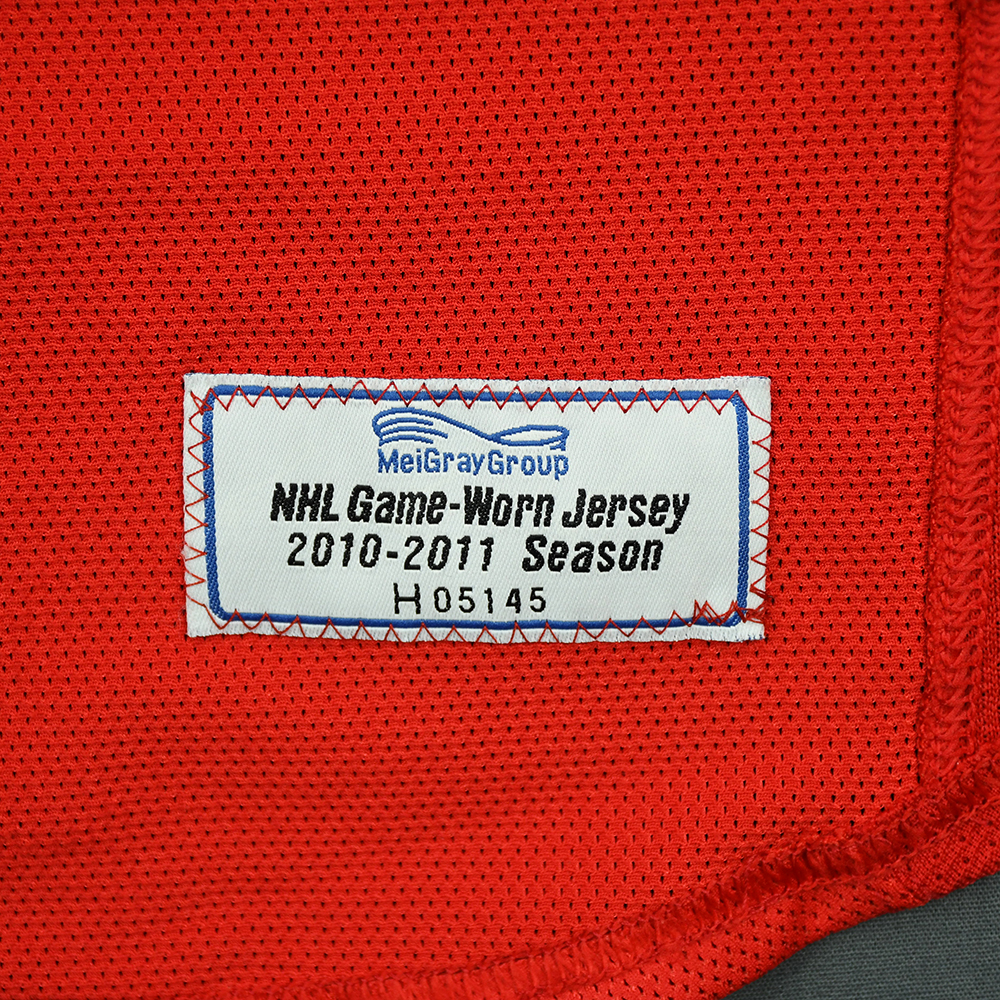 MeiGrayGroup
NHL Game-Worn Jersey
2010-2011 Season
H05145